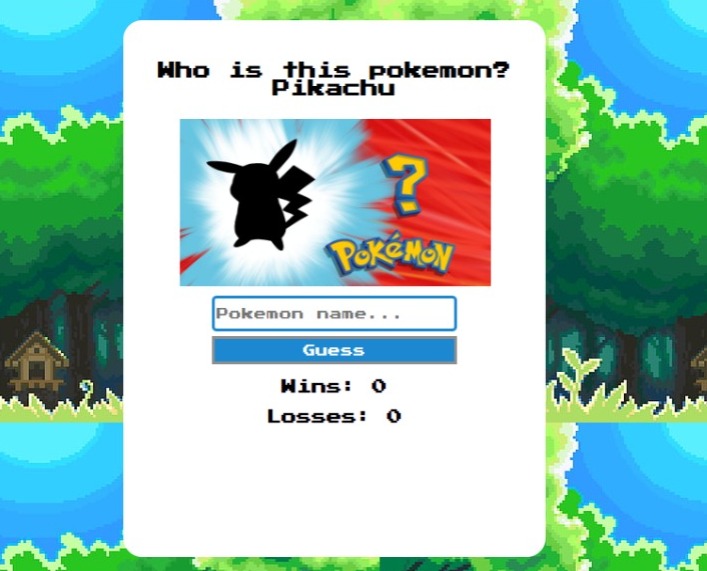 Who is this pokemon?
Pikachu
?
POKéMON
Pokemon name...
Guess
Wins: 0
Losses: 0